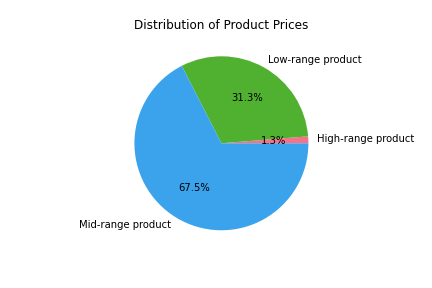 Distribution of Product Prices
Low-range product
31.3%
High-range product
1.3%
67.5%
Mid-range product